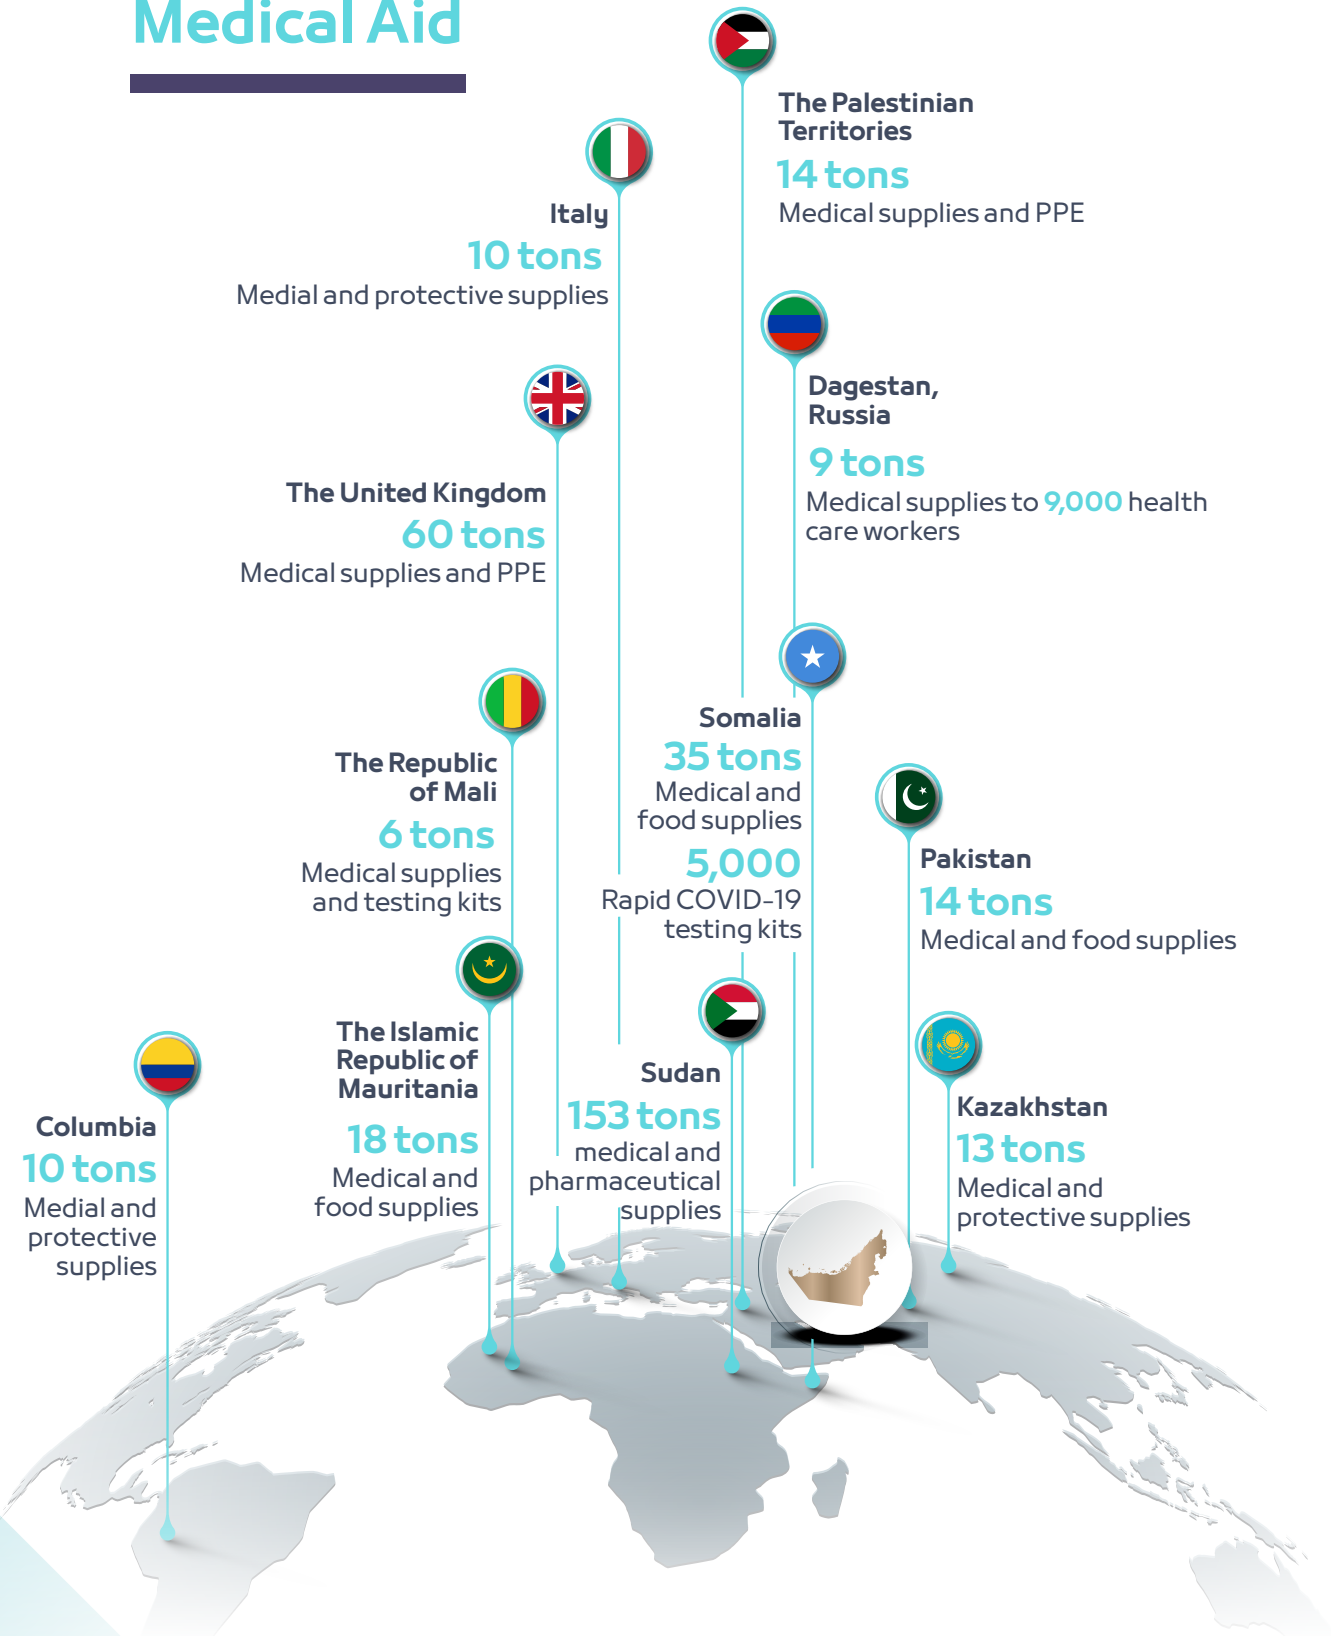 Medical Aid
The Palestinian
Territories
14 tons
Medical supplies and PPE
Italy
10 tons
Medial and protective supplies
Dagestan,
Russia
9 tons
Medical supplies to 9,000 health
care workers
The United Kingdom
60 tons
Medical supplies and PPE
Somalia
35 tons
Medical and
food supplies
5,000
Rapid COVID-19
testing kits
The Republic
of Mali
6 tons
Medical supplies
and testing kits
Pakistan
14 tons
Medical and food supplies
The Islamic
Republic of
Mauritania
18 tons
Medical and
food supplies
Sudan
153 tons
medical and
pharmaceutical
supplies
Kazakhstan
13 tons
Medical and
protective supplies
Columbia
10 tons
Medial and
protective
supplies